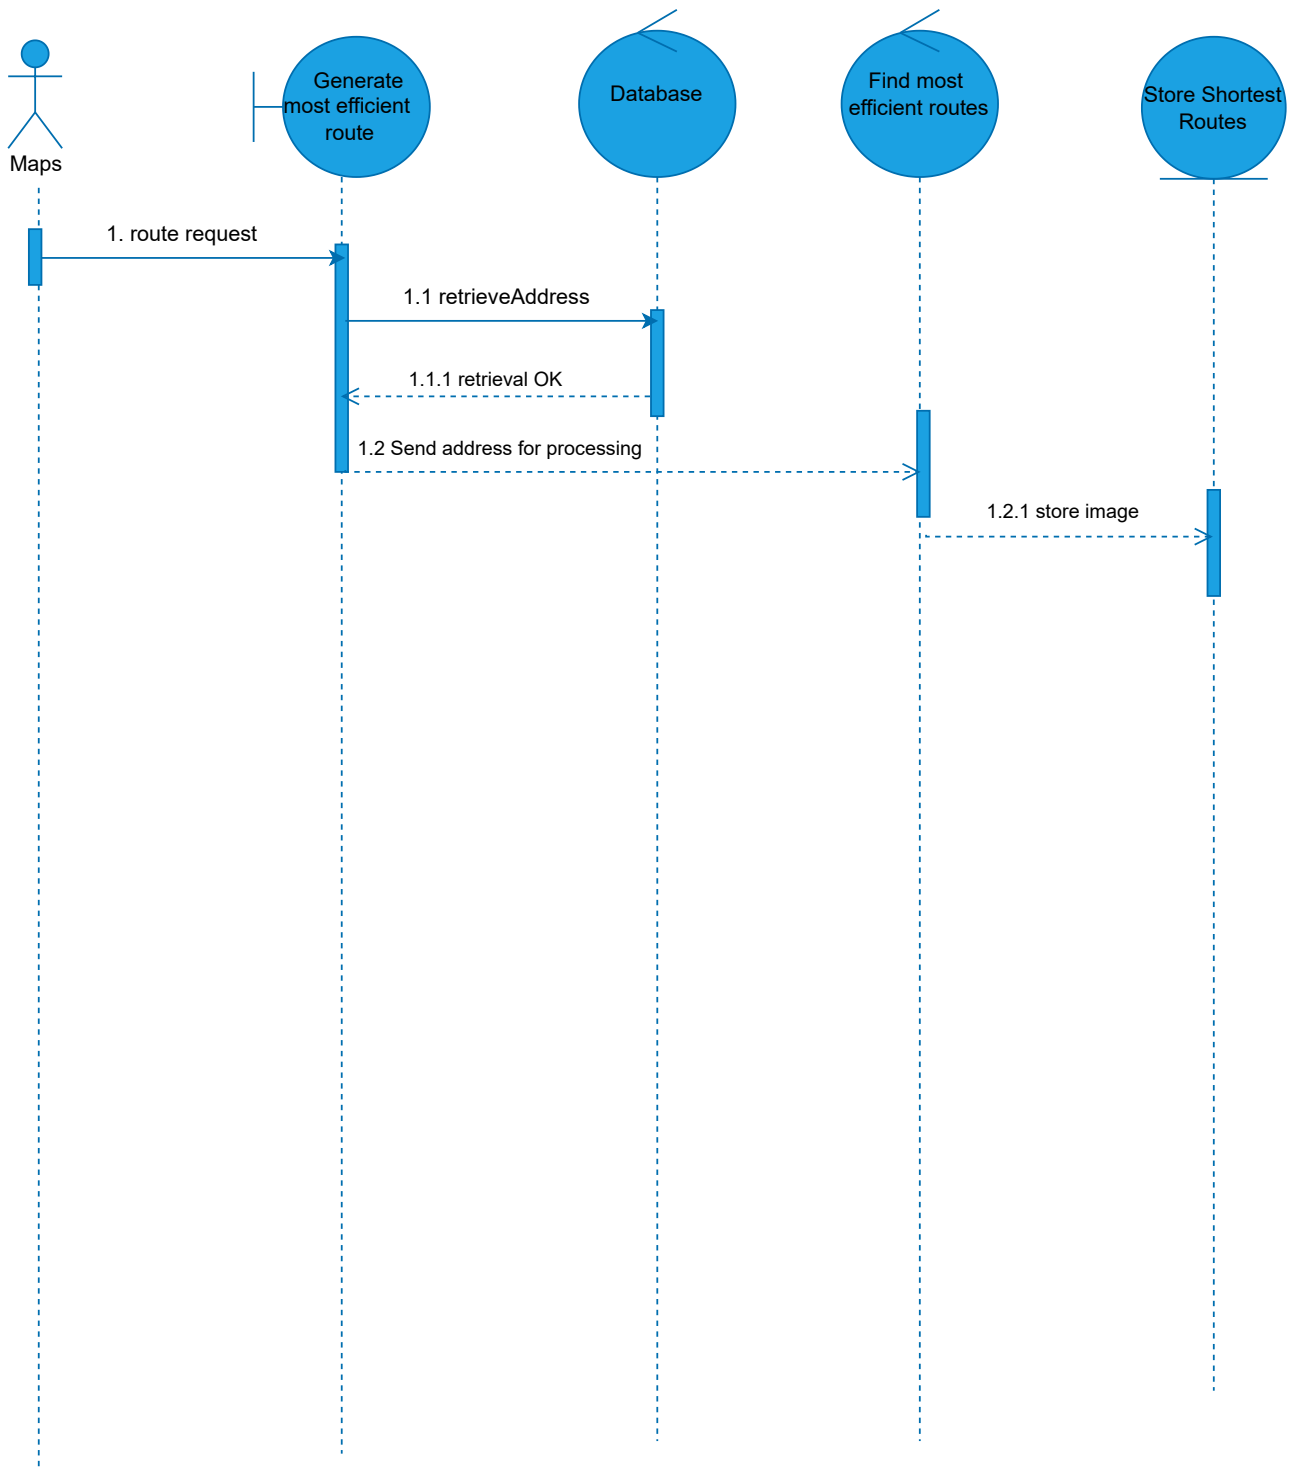 Maps
Generate
most efficient
route
Database
Find most
efficient routes
Store Shortest
Routes
1. route request
1.1 retrieveAddress
1.1.1 retrieval OK
1.2 Send address for processing
1.2.1 store image